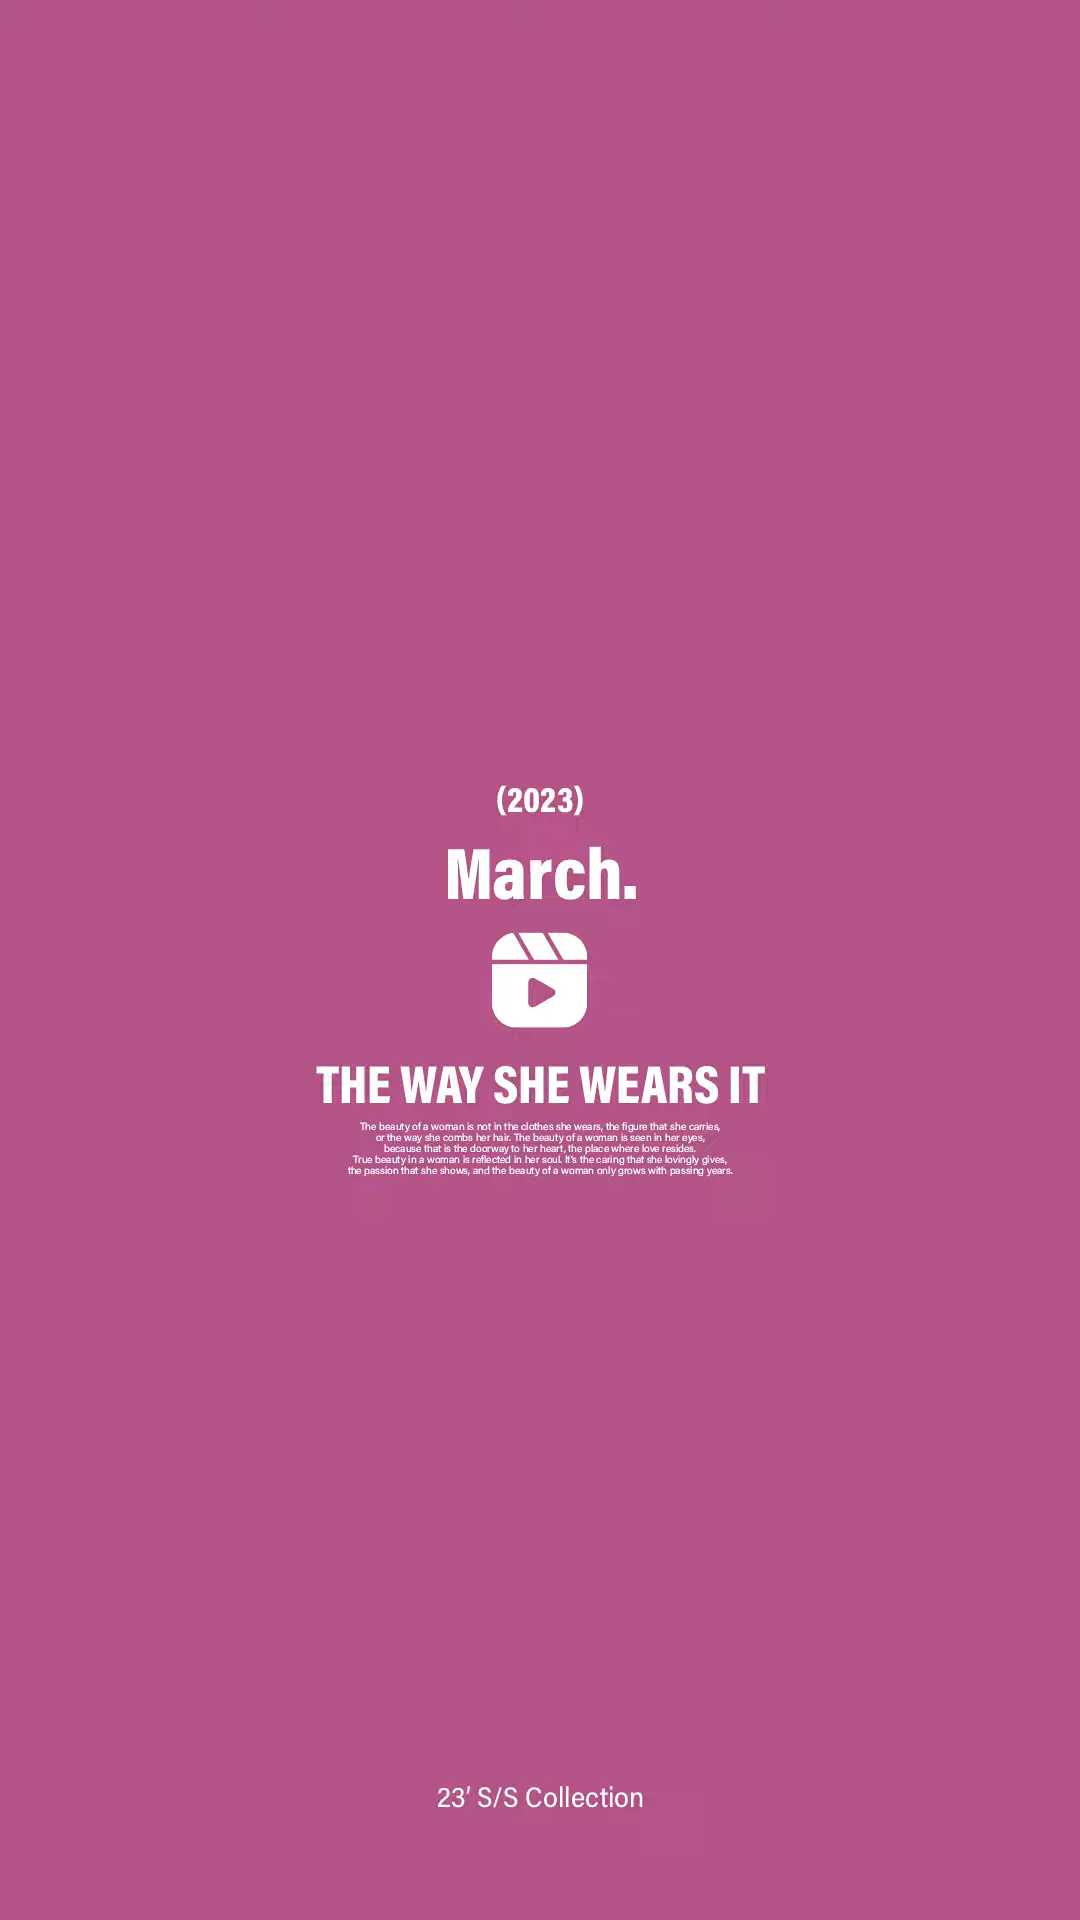 (2023)
March.
THE WAY SHE WEARS IT
The beauty of a woman is not in the clothes she wears, the figure that she carries,
or the way she combs her hair. The beauty of a woman is seen in her eyes,
because that is the doorway to her heart, the place where love resides.
True beauty in a woman is reflected in her soul. It's the caring that she lovingly gives,
the passion that she shows, and the beauty of a woman only grows with passing years.
23' S/S Collection